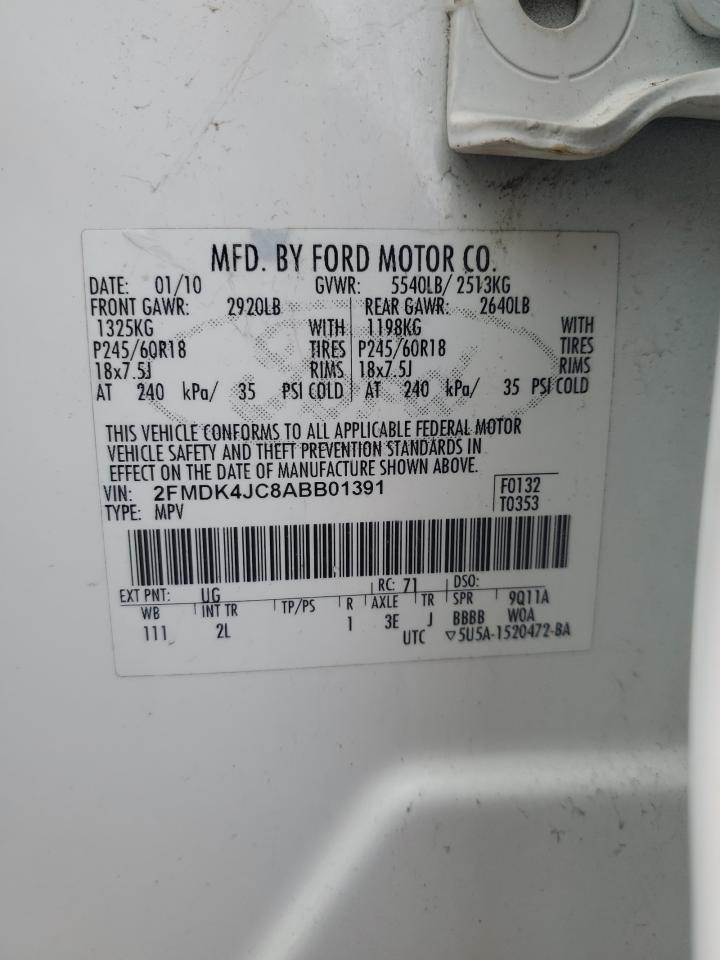 MFD. BY FORD MOTOR CO.
DATE: 01/10 GVWR: 5540LB/ 2513KG
FRONT GAWR: 2920LB REAR GAWR: 2640LB
1325KG WITH 1198KG WITH
P245/60R18 TIRES P245/60R18 TIRES
18x7.5J RIMS 18x7.5J RIMS
AT 240 kPa/ 35 PSI COLD AT 240 kPa/ 35 PSI COLD
THIS VEHICLE CONFORMS TO ALL APPLICABLE FEDERAL MOTOR
VEHICLE SAFETY AND THEFT PREVENTION STANDARDS IN
EFFECT ON THE DATE OF MANUFACTURE SHOWN ABOVE.
VIN: 2FMDK4JC8ABB01391 F0132
TYPE: MPV T0353
EXT PNT: UG RC: 71 DSO:
WB INT TR TP/PS R AXLE TR SPR 9Q11A
111 2L 1 3E J BBBB W0A
UTC ▽5U5A-1520472-BA